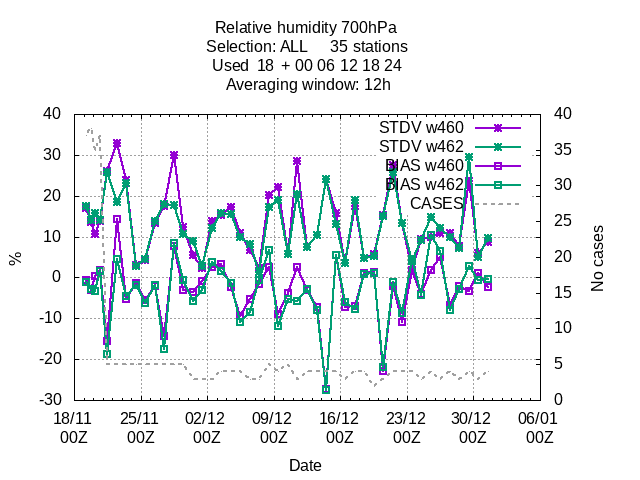 Relative humidity 700hPa
Selection: ALL 35 stations
Used 18 + 00 06 12 18 24
Averaging window: 12h
40
30
20
10
0
-10
-20
-30
%
40
35
30
25
20
15
10
5
0
No cases
STDV w460
STDV w462
BIAS w460
BIAS w462
CASES
18/11 25/11 02/12 09/12 16/12 23/12 30/12 06/01
00Z 00Z 00Z 00Z 00Z 00Z 00Z 00Z
Date